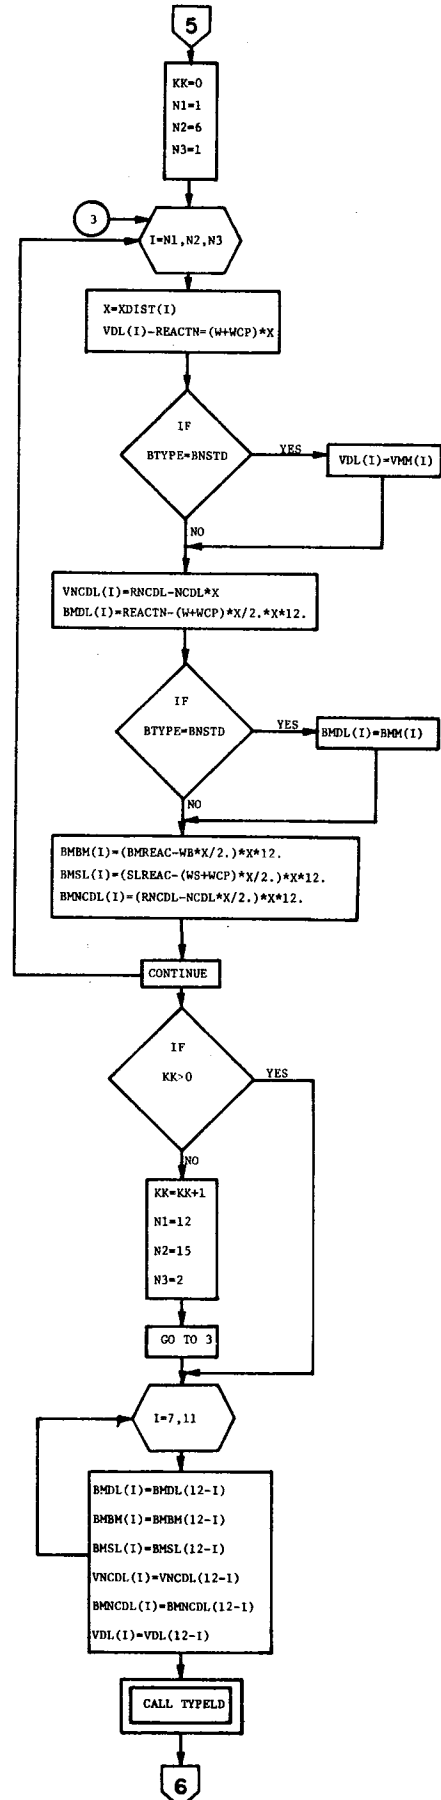 5
KK=0
N1=1
N2=6
N3=1
3
I=N1,N2,N3
X=XDIST(I)
VDL(I)-REACTN=(W+WCP)*X
IF
BTYPE=BNSTD
YES
VDL(I)=VMM(I)
NO
VNCDL(I)=RNCDL-NCDL*X
BMDL(I)=REACTN-(W+WCP)*X/2.*X*12.
IF
BTYPE=BNSTD
YES
BMDL(I)=BMM(I)
NO
BMBM(I)=(BMREAC-WB*X/2.)*X*12.
BMSL(I)=(SLREAC-(WS+WCP)*X/2.)*X*12.
BMNCDL(I)=(RNCDL-NCDL*X/2.)*X*12.
CONTINUE
IF
KK>0
YES
NO
KK=KK+1
N1=12
N2=15
N3=2
GO TO 3
I=7,11
BMDL(I)=BMDL(12-I)
BMBM(I)=BMBM(12-I)
BMSL(I)=BMSL(12-I)
VNCDL(I)=VNCDL(12-1)
BMNCDL(I)=BMNCDL(12-I)
VDL(I)=VDL(12-I)
CALL TYPELD
6